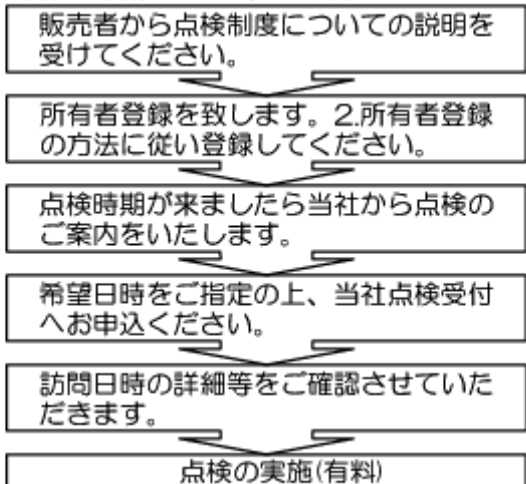 販売者から点検制度についての説明を
受けてください。
所有者登録を致します。2.所有者登録
の方法に従い登録してください。
点検時期が来ましたら当社から点検の
ご案内をいたします。
希望日時をご指定の上、当社点検受付
へお申込ください。
訪問日時の詳細等をご確認させていた
だきます。
点検の実施(有料)